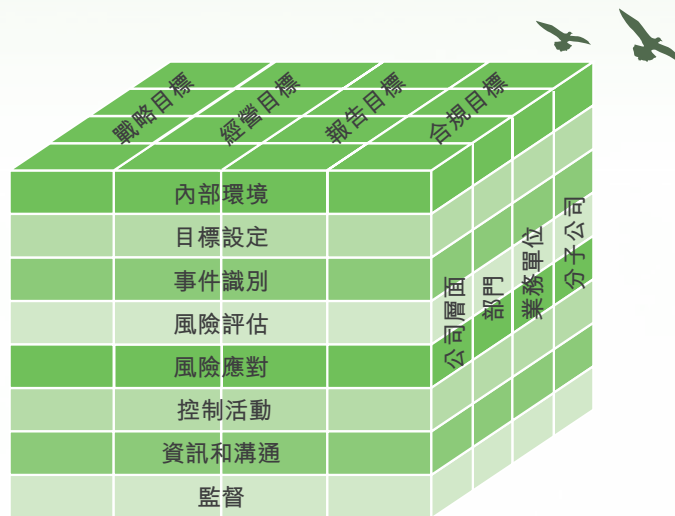 戰略目標
經營目標
報告目標
合規目標
內部環境
目標設定
事件識別
風險評估
風險應對
控制活動
資訊和溝通
監督
公司層面
部門
業務單位
分子公司